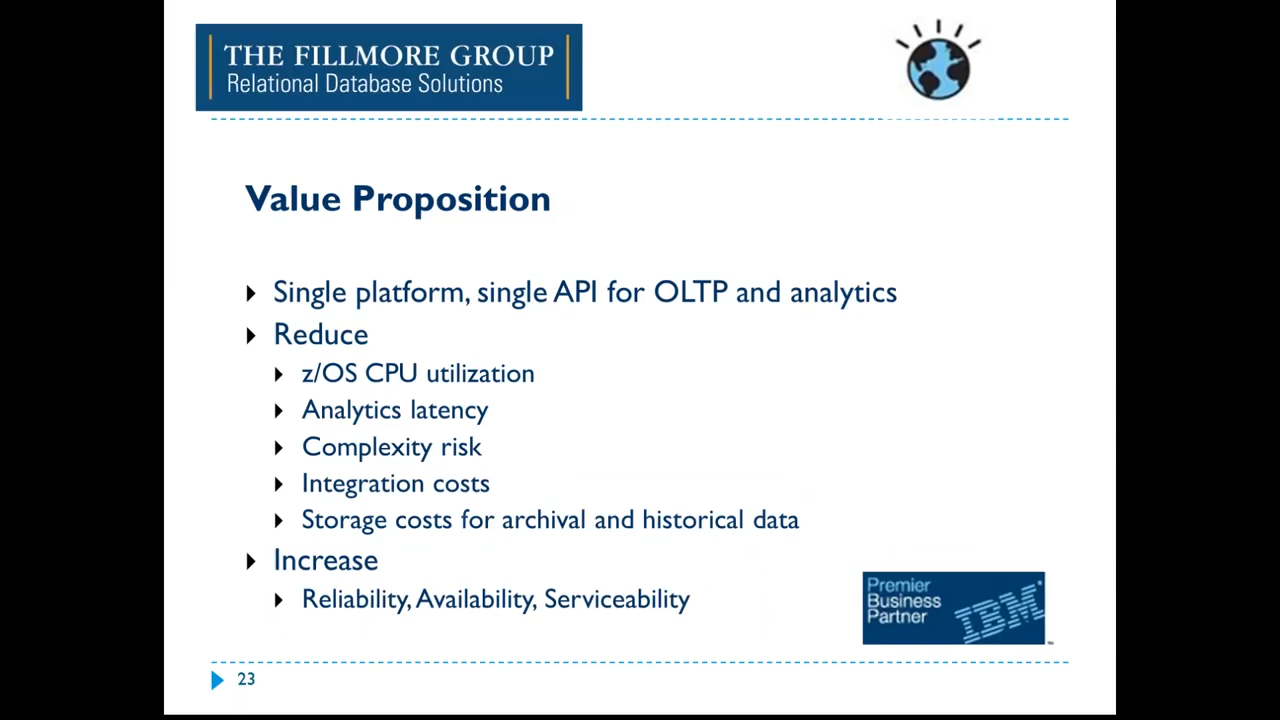 THE FILLMORE GROUP
Relational Database Solutions
Value Proposition
Single platform, single API for OLTP and analytics
Reduce
z/OS CPU utilization
Analytics latency
Complexity risk
Integration costs
Storage costs for archival and historical data
Increase
Reliability, Availability, Serviceability
Premier
Business
Partner
IBM
23